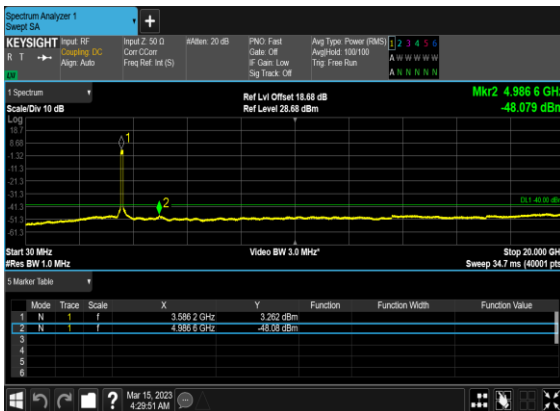 Spectrum Analyzer 1
Swept SA
+
KEYSIGHT Input: RF Input Z: 50 Ω #Atten: 20 dB PNO: Fast Avg Type: Power (RMS) 1 2 3 4 5 6
R T Coupling: DC Corr CCorr Gate: Off Avg|Hold: 100/100 A W W W W W
Align: Auto Freq Ref: Int (S) IF Gain: Low Trig: Free Run
LV Sig Track: Off A N N N N N
1 Spectrum Ref Lvl Offset 18.68 dB Mkr2 4.986 6 GHz
Scale/Div 10 dB Ref Level 28.68 dBm -48.079 dBm
Log
18.7
8.68
-1.32
-11.3
-21.3
-31.3
-41.3
-51.3
-61.3
1
2
DL1 -40.00 dBm
Start 30 MHz Video BW 3.0 MHz* Stop 20.000 GHz
#Res BW 1.0 MHz Sweep 34.7 ms (40001 pts)
5 Marker Table
Mode Trace Scale X Y Function Function Width Function Value
1 N 1 f 3.586 2 GHz 3.262 dBm
2 N 1 f 4.986 6 GHz -48.08 dBm
3
4
5
6
? Mar 15, 2023
4:29:51 AM